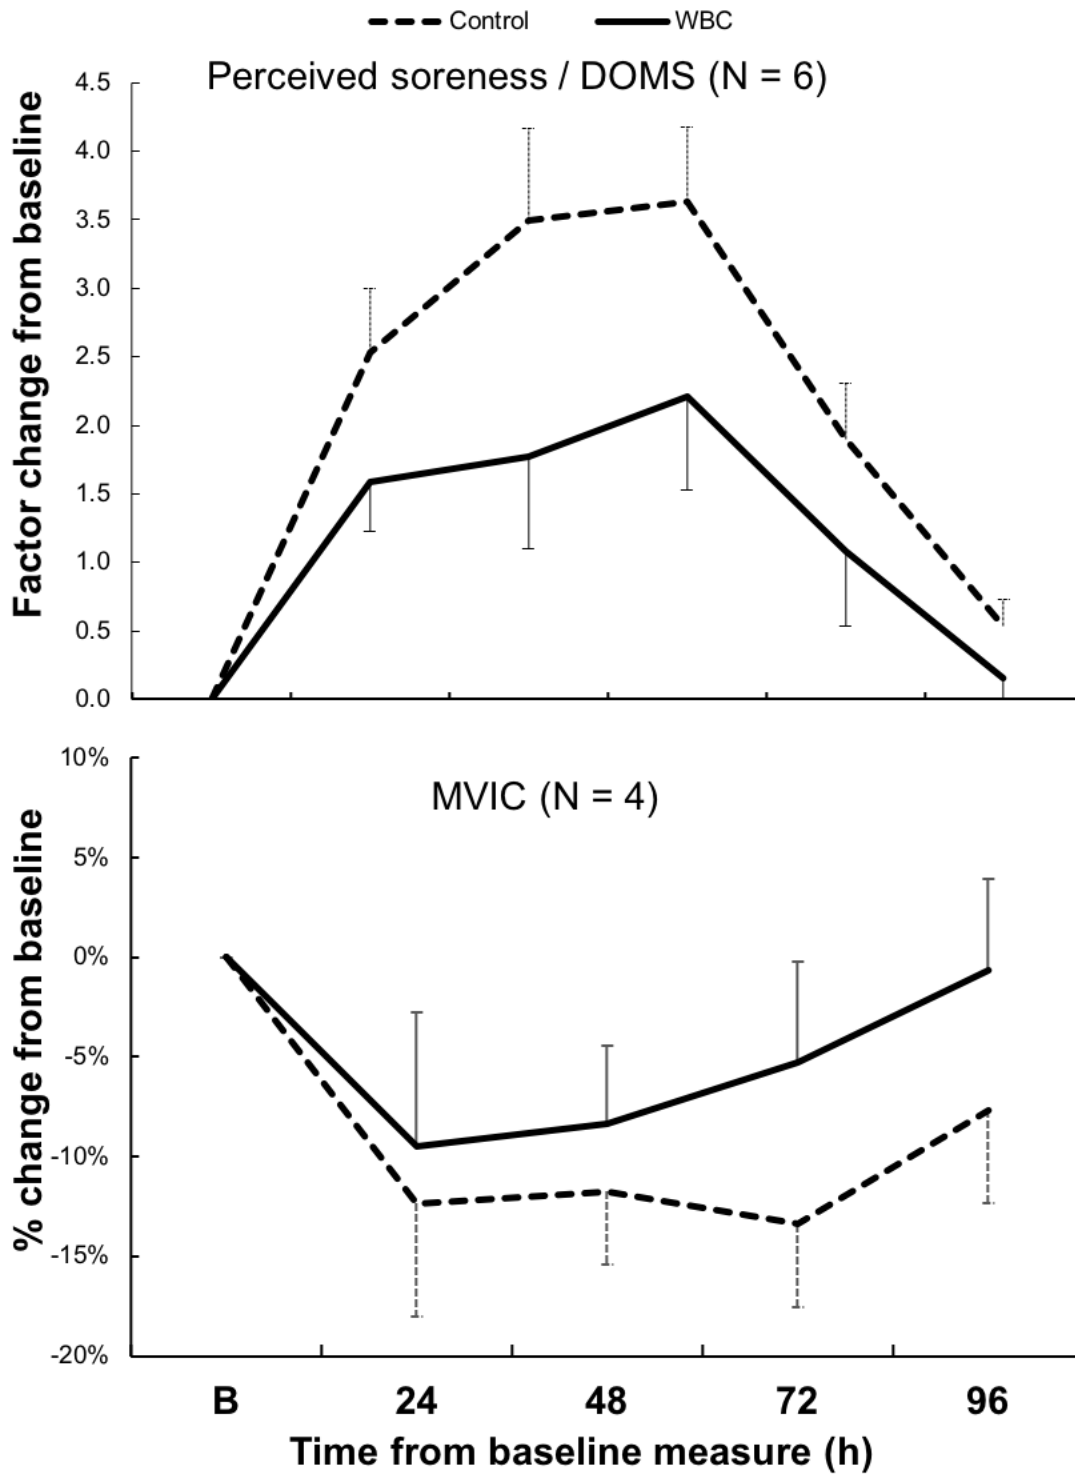 Control WBC
Perceived soreness / DOMS (N = 6)
Factor change from baseline
4.5
4.0
3.5
3.0
2.5
2.0
1.5
1.0
0.5
0.0
MVIC (N = 4)
% change from baseline
10%
5%
0%
-5%
-10%
-15%
-20%
B 24 48 72 96
Time from baseline measure (h)